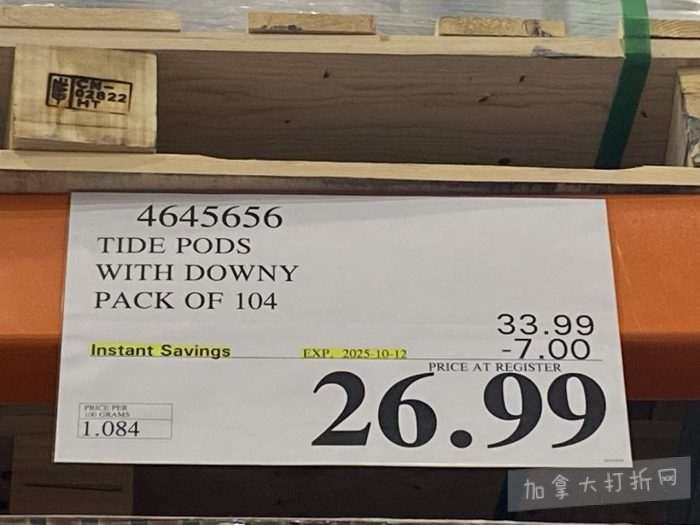 CN-
02822
HT
4645656
TIDE PODS
WITH DOWNY
PACK OF 104
33.99
Instant Savings EXP. 2025-10-12 -7.00
PRICE AT REGISTER
26.99
PRICE PER
100 GRAMS
1.084
加拿大打折网